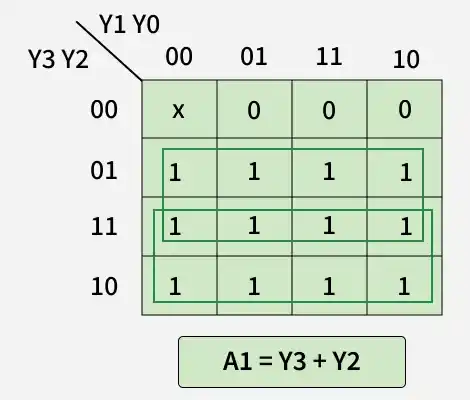 Y1 Y0
Y3 Y2
00 01 11 10
00 x 0 0 0
01 1 1 1 1
11 1 1 1 1
10 1 1 1 1
A1 = Y3 + Y2